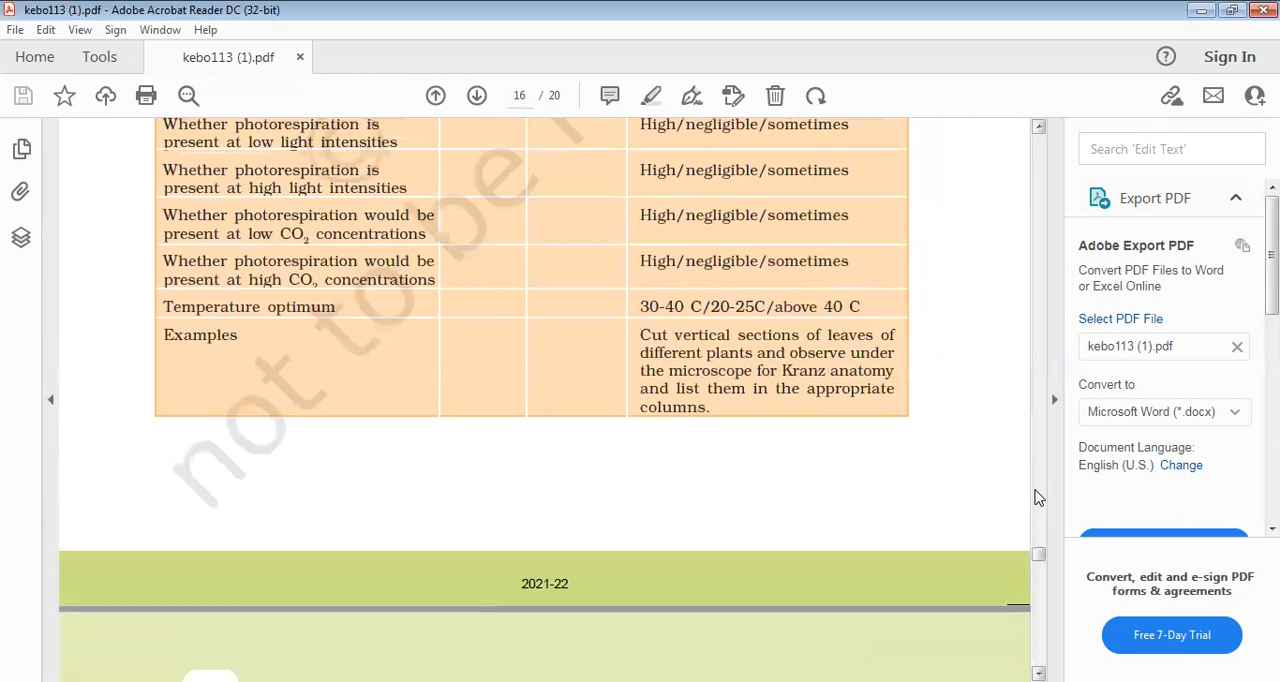 kebo113 (1).pdf - Adobe Acrobat Reader DC (32-bit)
File Edit View Sign Window Help
Home Tools kebo113 (1).pdf × Sign In
16 / 20
Whether photorespiration is
present at low light intensities
High/negligible/sometimes
Whether photorespiration is
present at high light intensities
High/negligible/sometimes
Whether photorespiration would be
present at low CO2 concentrations
High/negligible/sometimes
Whether photorespiration would be
present at high CO2 concentrations
High/negligible/sometimes
Temperature optimum
30-40 C/20-25C/above 40 C
Examples
Cut vertical sections of leaves of
different plants and observe under
the microscope for Kranz anatomy
and list them in the appropriate
columns.
not to be
2021-22
Search 'Edit Text'
Export PDF
Adobe Export PDF
Convert PDF Files to Word
or Excel Online
Select PDF File
kebo113 (1).pdf
Convert to
Microsoft Word (*.docx)
Document Language:
English (U.S.) Change
Convert, edit and e-sign PDF
forms & agreements
Free 7-Day Trial